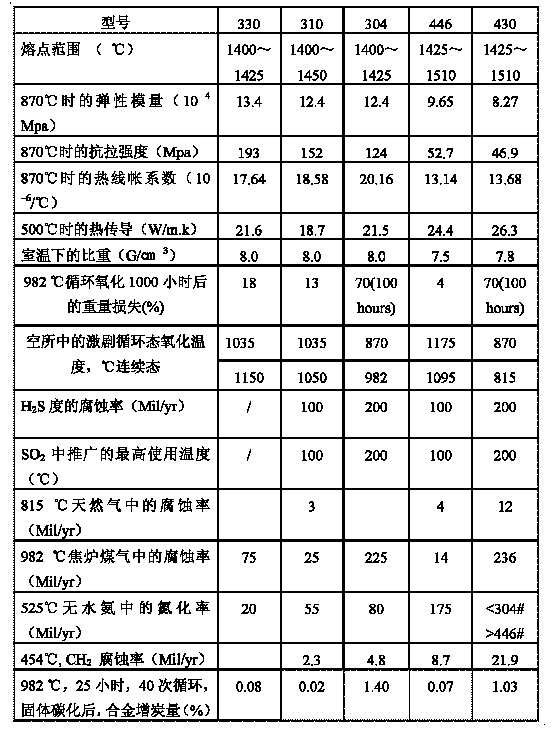 型号 330 310 304 446 430
熔点范围 （ ℃） 1400～ 1400～ 1400～ 1425～ 1425～
1425 1450 1425 1510 1510
870℃时的弹性模量（10 4 13.4 12.4 12.4 9.65 8.27
Mpa）
870℃时的抗拉强度（Mpa） 193 152 124 52.7 46.9
870℃时的热线帐系数（10 17.64 18.58 20.16 13.14 13.68
-6/℃）
500℃时的热传导（W/m.k） 21.6 18.7 21.5 24.4 26.3
室温下的比重（G/cm 3） 8.0 8.0 8.0 7.5 7.8
982 ℃循环氧化1000 小时后 18 13 70(100 4 70(100
的重量损失(%) hours) hours)
空所中的激剧循环态氧化温 1035 1035 870 1175 870
度，℃连续态 1150 1050 982 1095 815
H2S 度的腐蚀率（Mil/yr） / 100 200 100 200
SO2 中推广的最高使用温度 / 100 200 100 200
（℃）
815 ℃天然气中的腐蚀率 3 4 12
（Mil/yr）
982 ℃焦炉煤气中的腐蚀率 75 25 225 14 236
（Mil/yr）
525℃无水氨中的氮化率 20 55 80 175 <304#
（Mil/yr） >446#
454℃, CH2 腐蚀率（Mil/yr） 2.3 4.8 8.7 21.9
982 ℃，25 小时，40 次循环， 0.08 0.02 1.40 0.07 1.03
固体碳化后，合金增炭量（%）